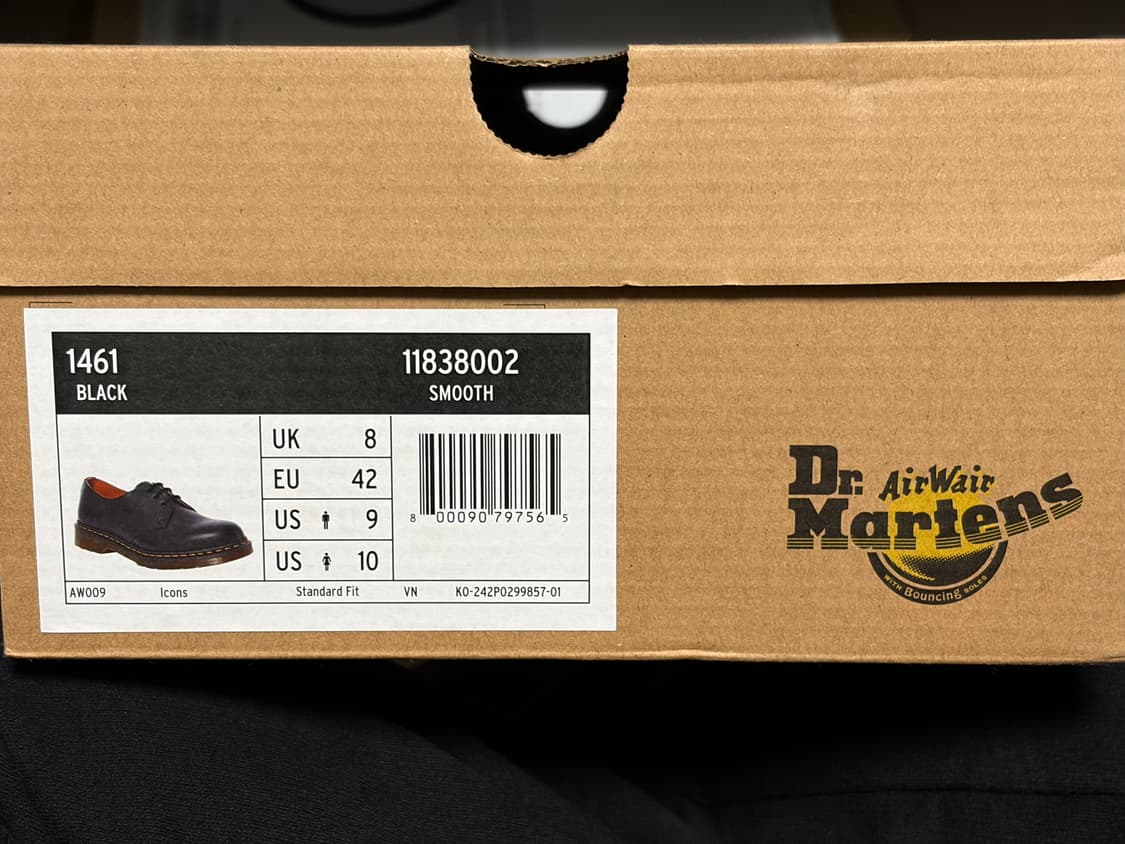 1461 11838002
BLACK SMOOTH
UK 8
EU 42
US 9
US 10
8 00090 79756 5
AW009 Icons Standard Fit VN KO-242P0299857-01
Dr. AirWair
Martens
WITH Bouncing SOLES